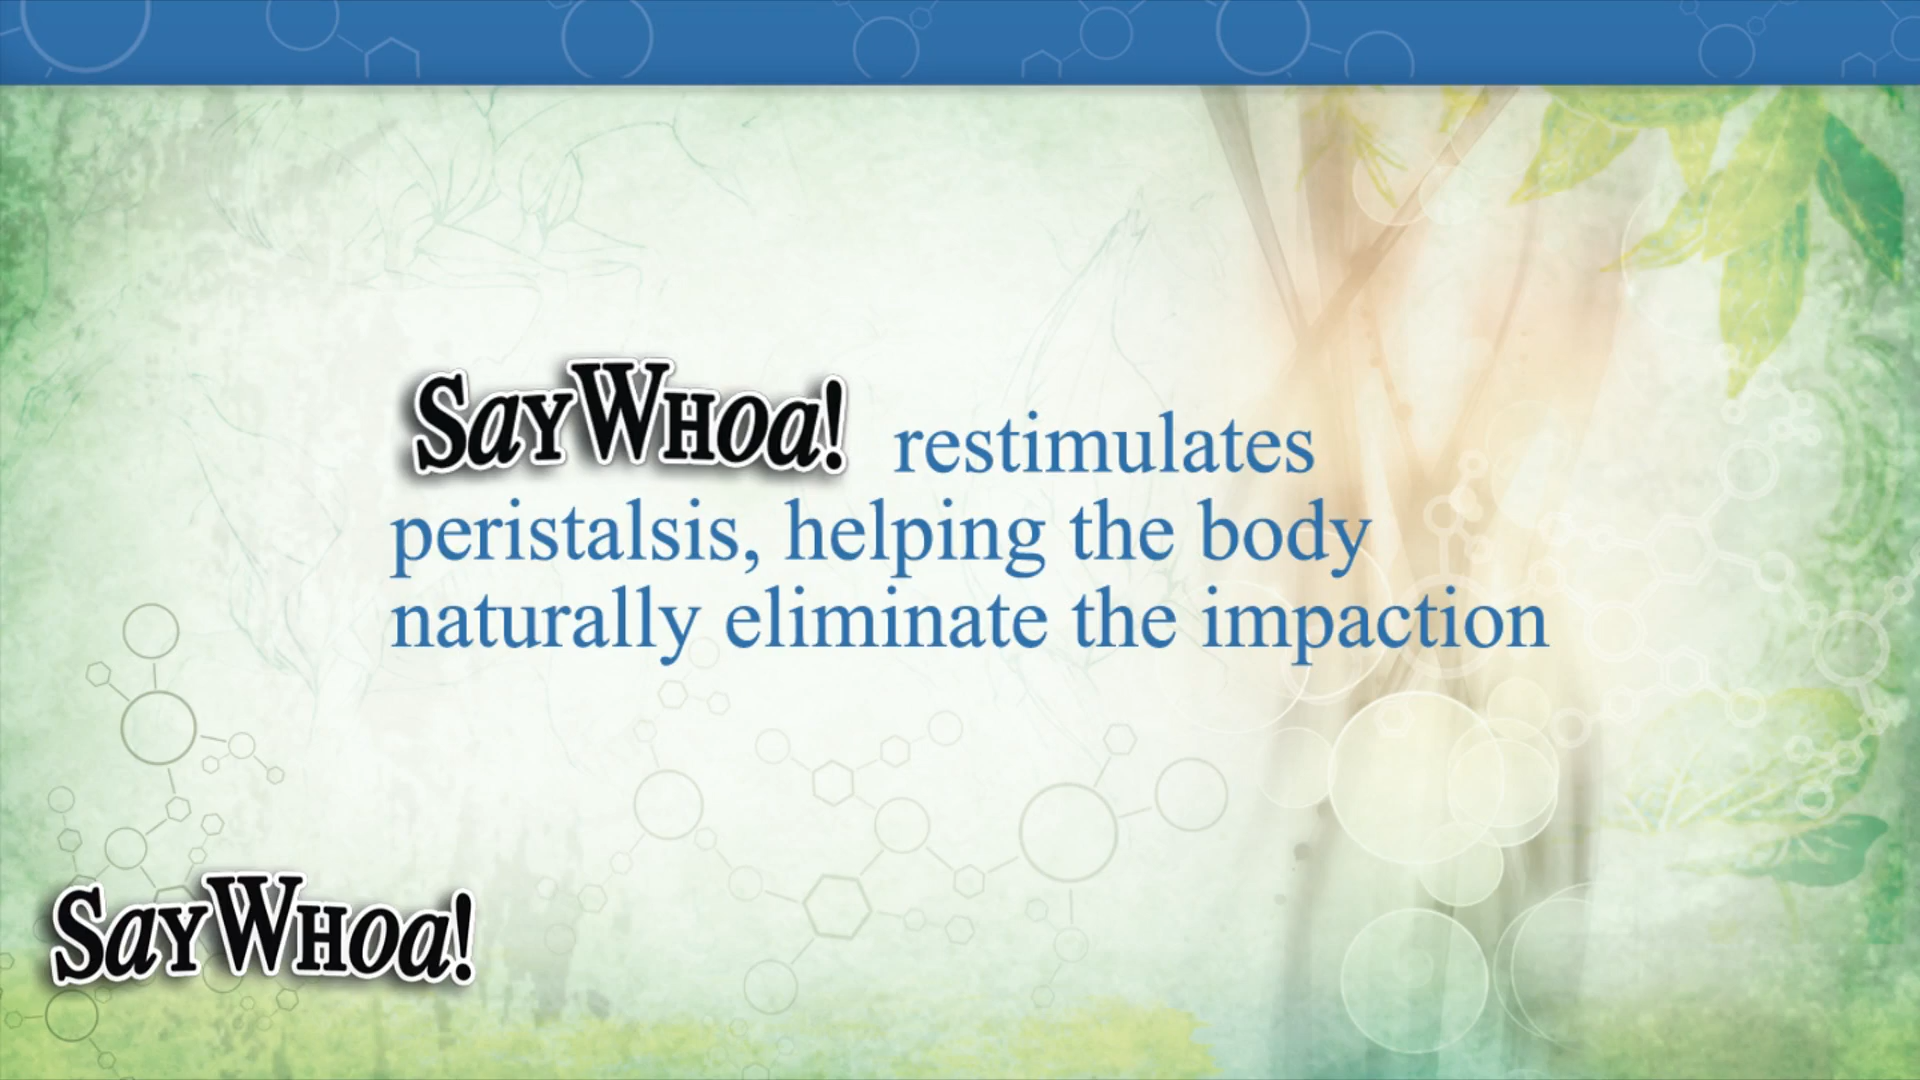 SayWhoa! restimulates
peristalsis, helping the body
naturally eliminate the impaction
SayWhoa!